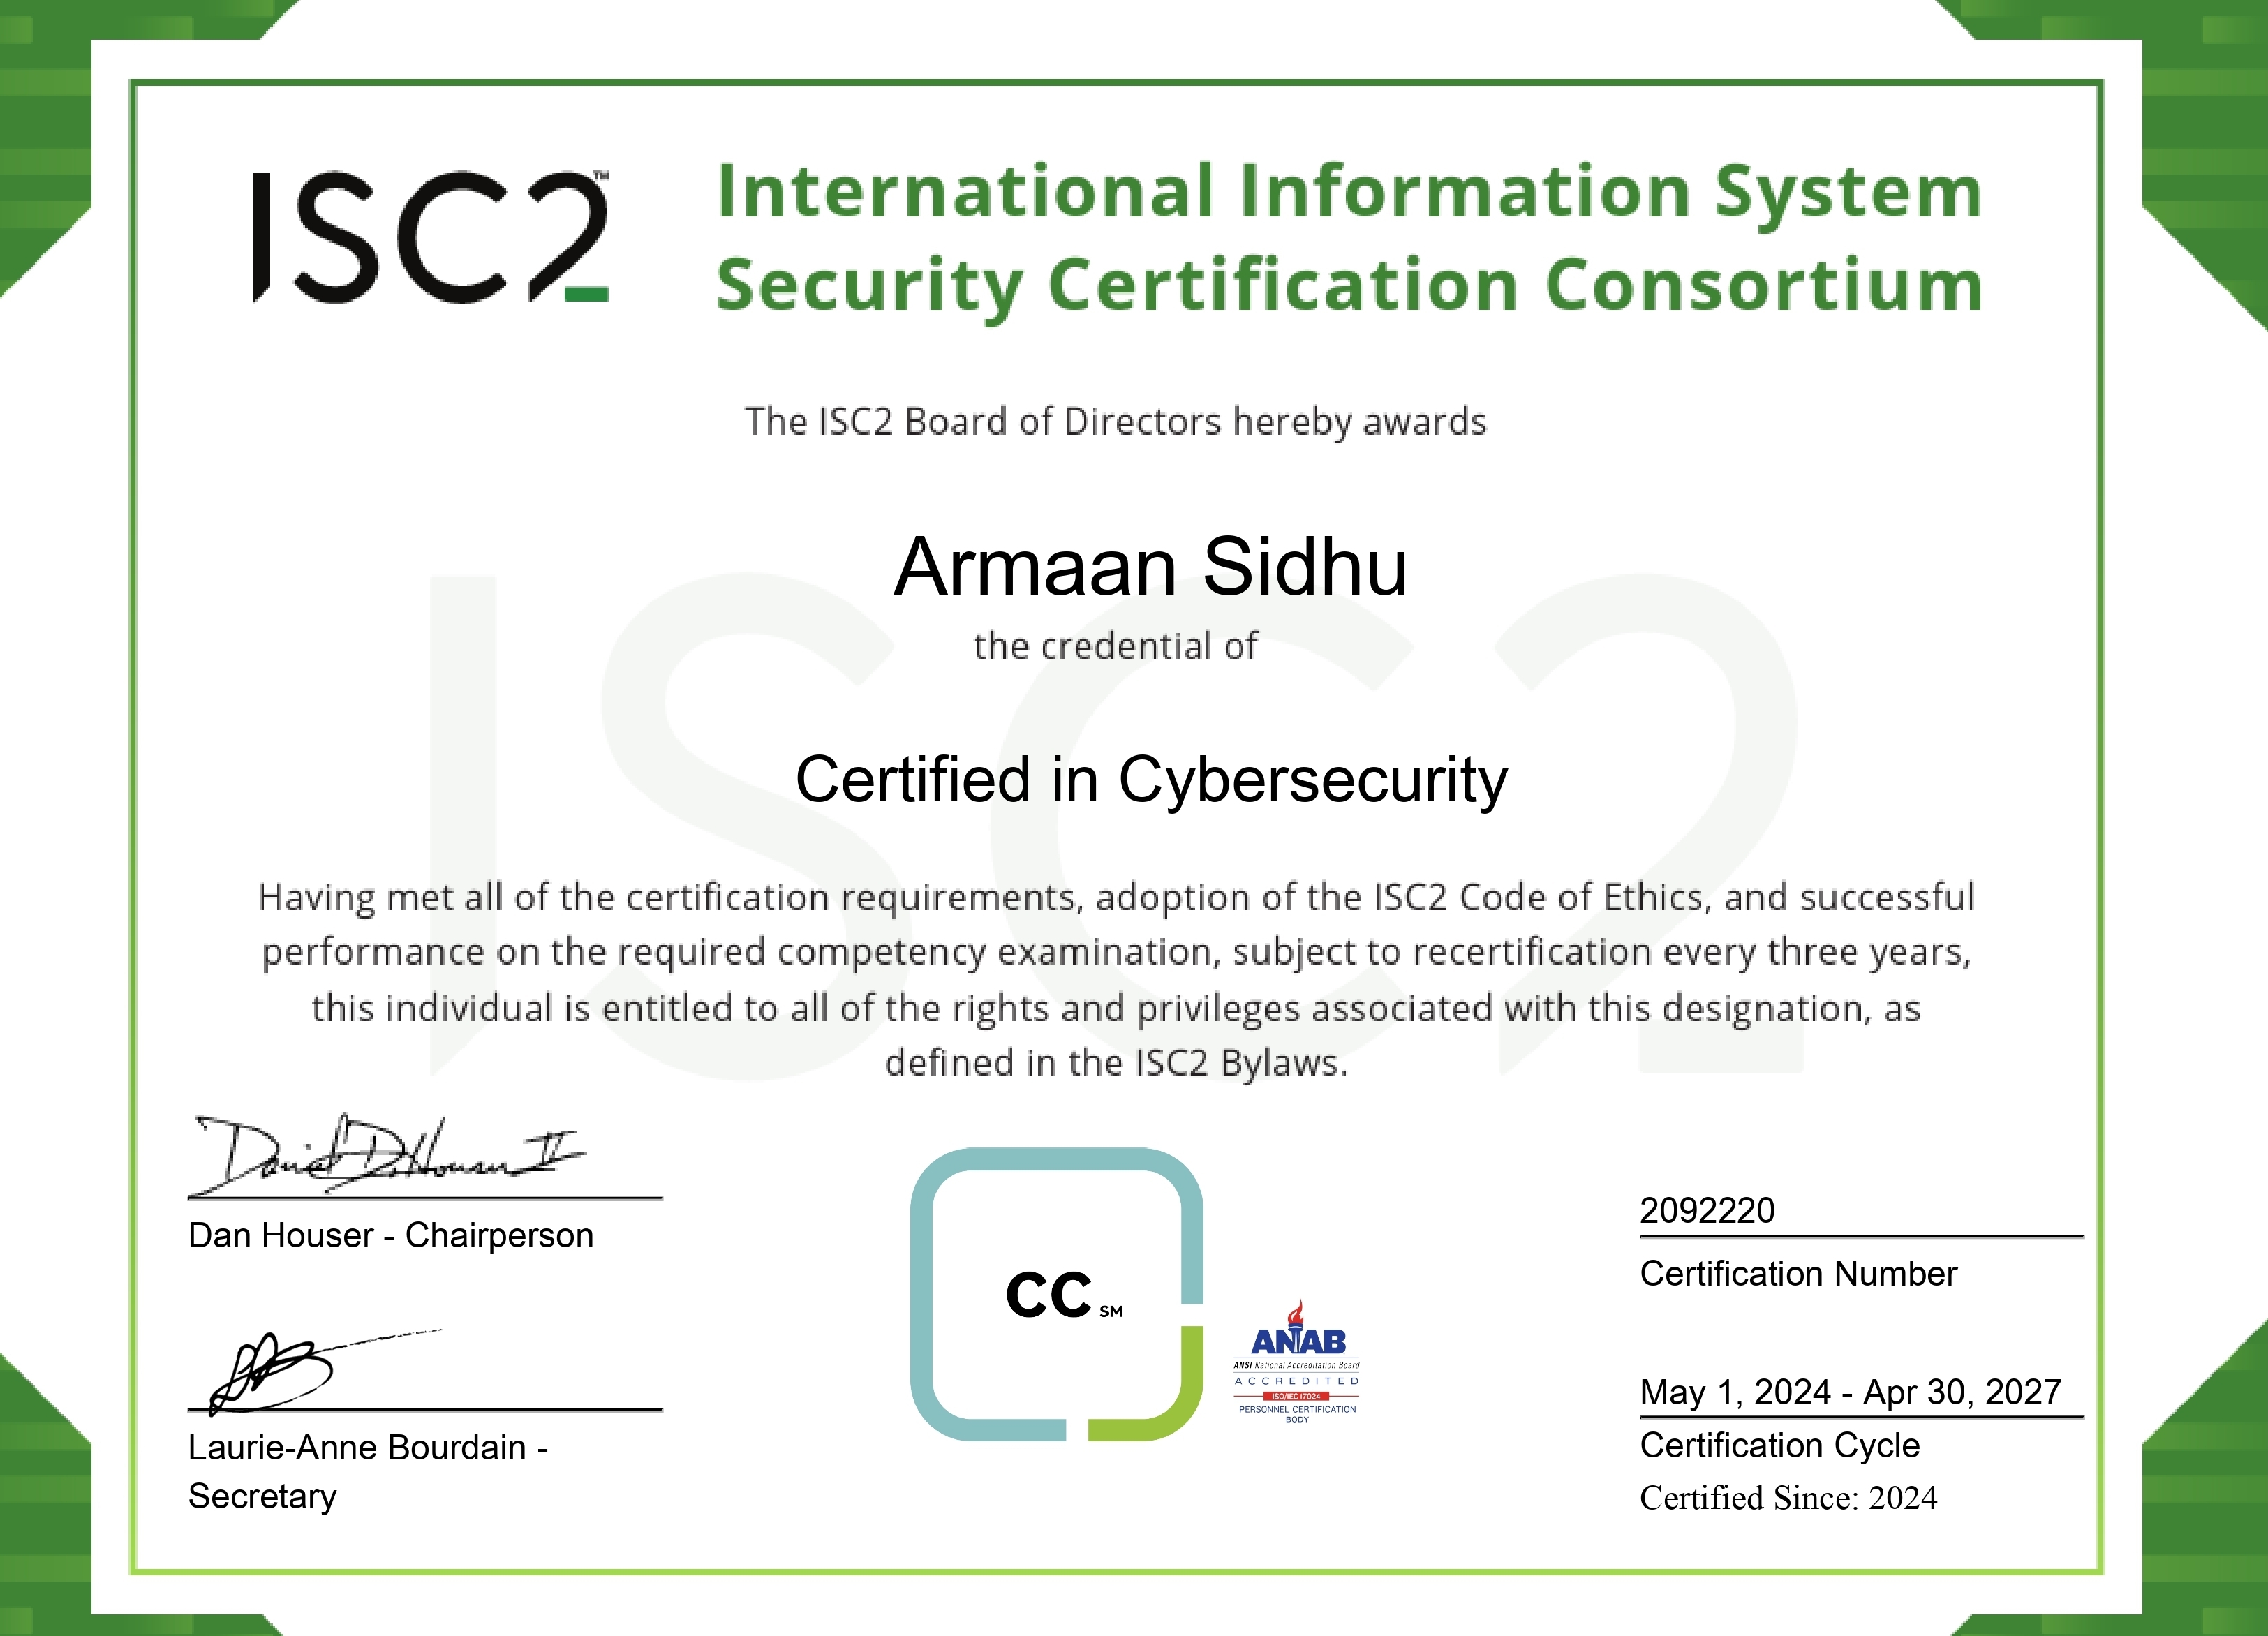 ISC2™
International Information System
Security Certification Consortium
The ISC2 Board of Directors hereby awards
Armaan Sidhu
the credential of
Certified in Cybersecurity
Having met all of the certification requirements, adoption of the ISC2 Code of Ethics, and successful
performance on the required competency examination, subject to recertification every three years,
this individual is entitled to all of the rights and privileges associated with this designation, as
defined in the ISC2 Bylaws.
Daniel D. Houser II
Dan Houser - Chairperson
Laurie-Anne Bourdain -
Secretary
CC SM
ANAB
ANSI National Accreditation Board
ACCREDITED
ISO/IEC 17024
PERSONNEL CERTIFICATION
BODY
2092220
Certification Number
May 1, 2024 - Apr 30, 2027
Certification Cycle
Certified Since: 2024